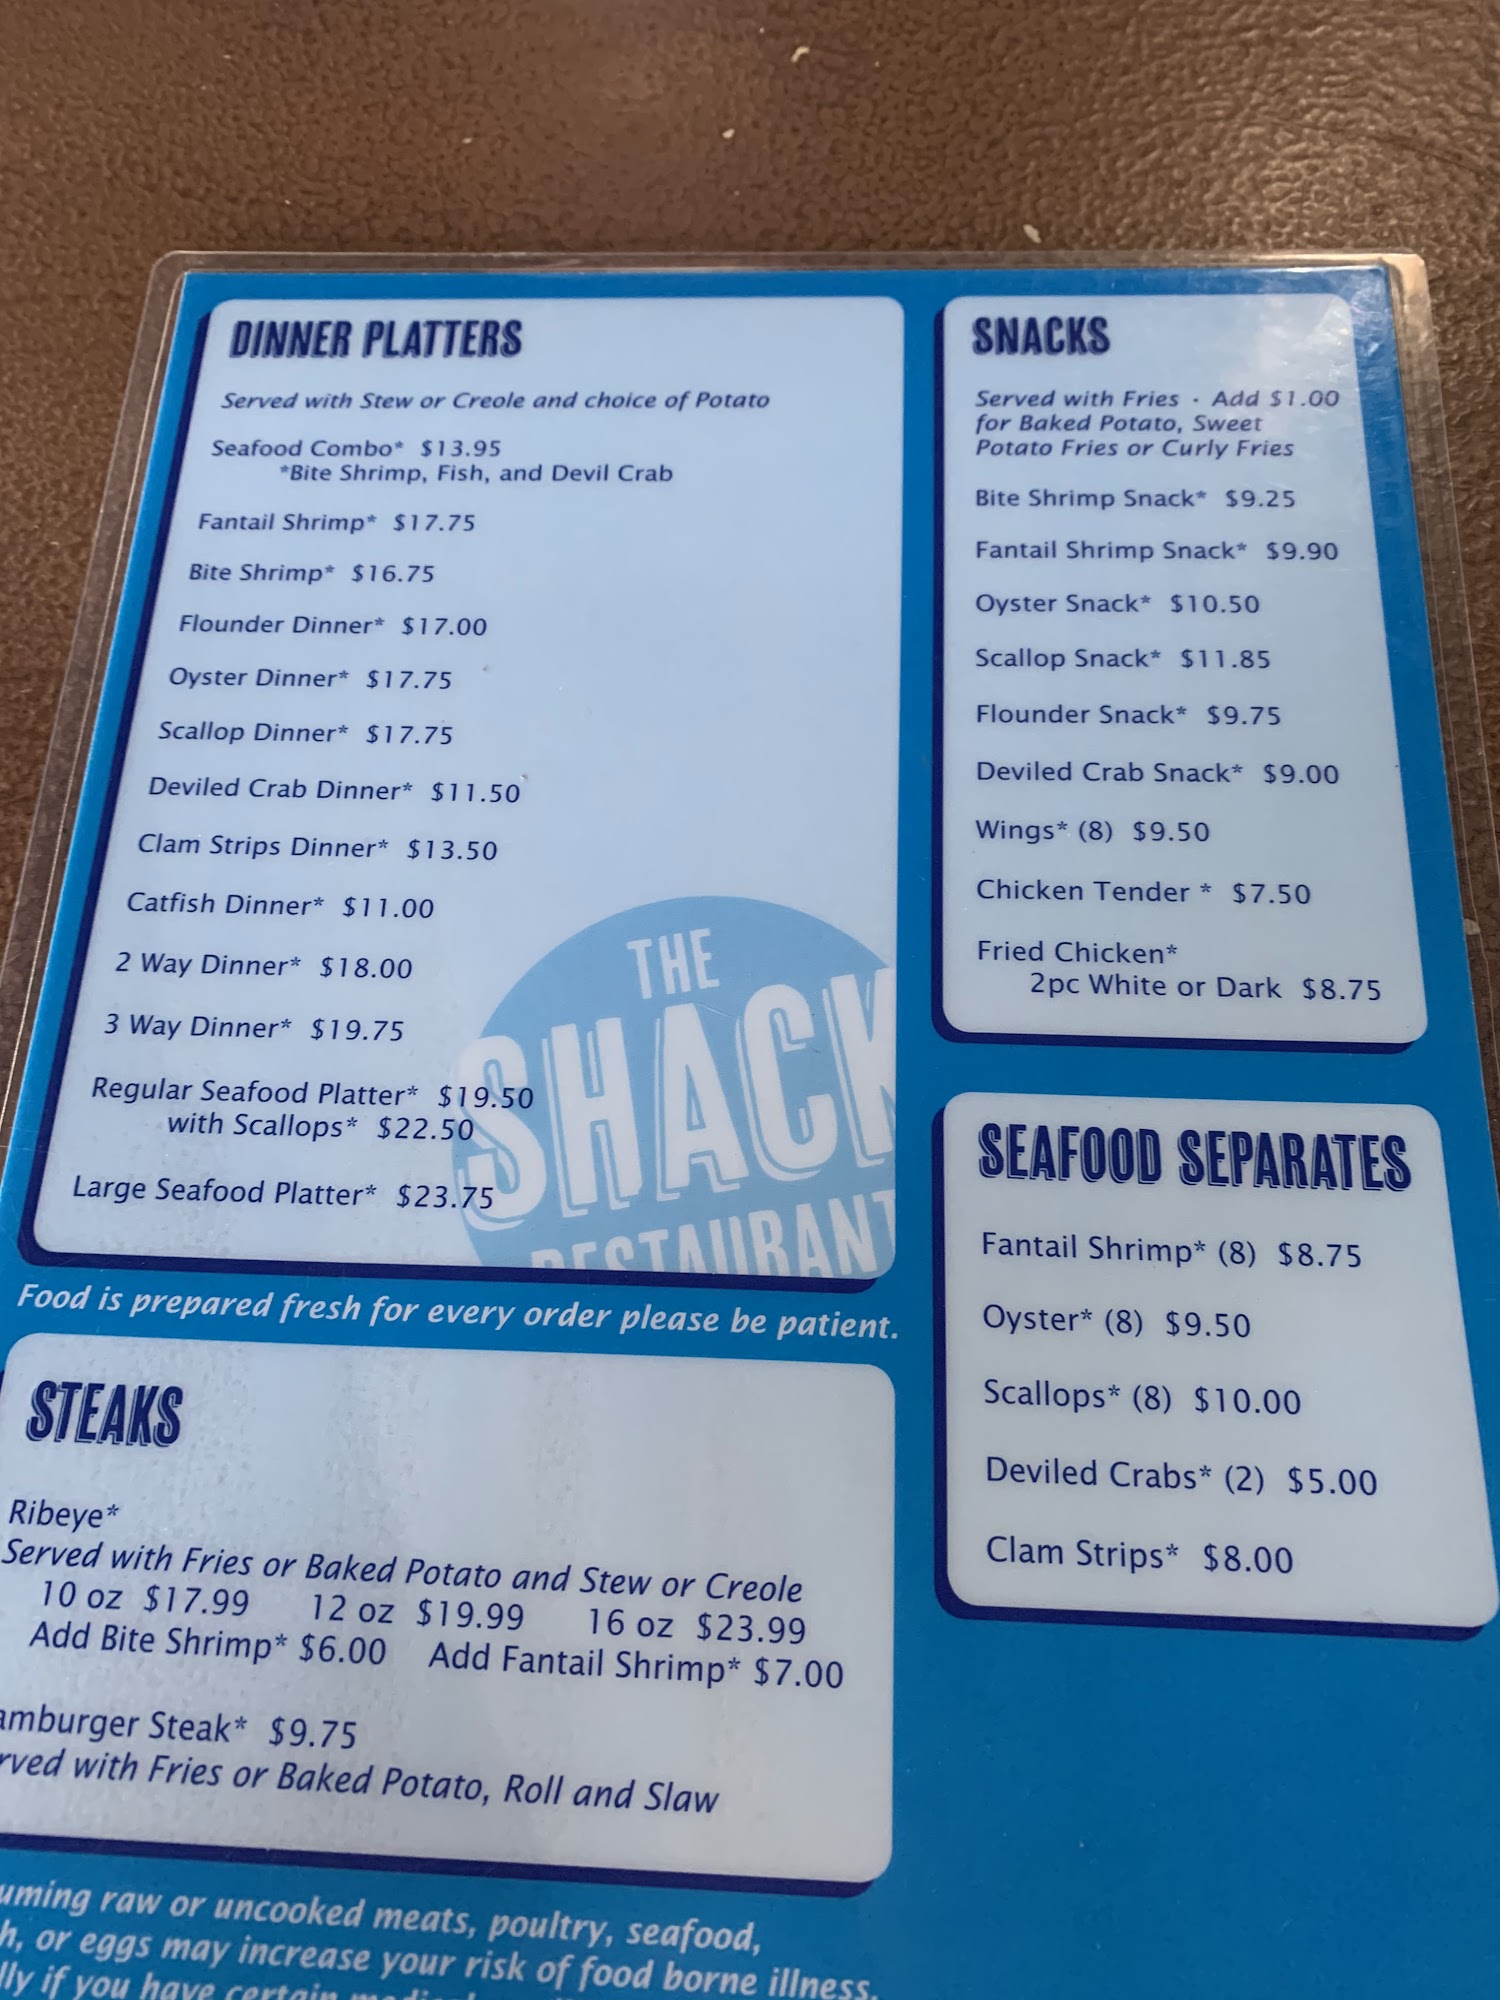 DINNER PLATTERS
Served with Stew or Creole and choice of Potato
Seafood Combo* $13.95
*Bite Shrimp, Fish, and Devil Crab
Fantail Shrimp* $17.75
Bite Shrimp* $16.75
Flounder Dinner* $17.00
Oyster Dinner* $17.75
Scallop Dinner* $17.75
Deviled Crab Dinner* $11.50
Clam Strips Dinner* $13.50
Catfish Dinner* $11.00
2 Way Dinner* $18.00
3 Way Dinner* $19.75
Regular Seafood Platter* $19.50
with Scallops* $22.50
Large Seafood Platter* $23.75
THE
SHACK
RESTAURANT
Food is prepared fresh for every order please be patient.
STEAKS
Ribeye*
Served with Fries or Baked Potato and Stew or Creole
10 oz $17.99 12 oz $19.99 16 oz $23.99
Add Bite Shrimp* $6.00 Add Fantail Shrimp* $7.00
amburger Steak* $9.75
rved with Fries or Baked Potato, Roll and Slaw
uming raw or uncooked meats, poultry, seafood,
h, or eggs may increase your risk of food borne illness,
lly if you have certain
SNACKS
Served with Fries · Add $1.00
for Baked Potato, Sweet
Potato Fries or Curly Fries
Bite Shrimp Snack* $9.25
Fantail Shrimp Snack* $9.90
Oyster Snack* $10.50
Scallop Snack* $11.85
Flounder Snack* $9.75
Deviled Crab Snack* $9.00
Wings* (8) $9.50
Chicken Tender * $7.50
Fried Chicken*
2pc White or Dark $8.75
SEAFOOD SEPARATES
Fantail Shrimp* (8) $8.75
Oyster* (8) $9.50
Scallops* (8) $10.00
Deviled Crabs* (2) $5.00
Clam Strips* $8.00